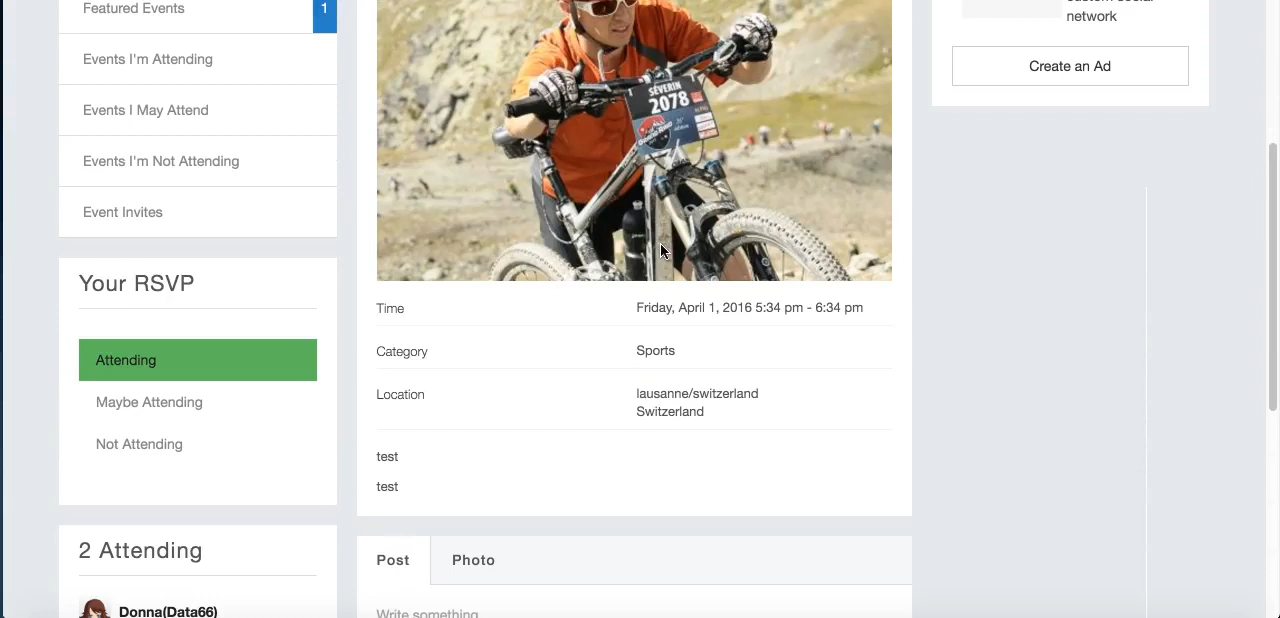 Featured Events
1
Events I'm Attending
Events I May Attend
Events I'm Not Attending
Event Invites
Your RSVP
Attending
Maybe Attending
Not Attending
2 Attending
Donna(Data66)
SÉVERIN
2078
Time Friday, April 1, 2016 5:34 pm - 6:34 pm
Category Sports
Location lausanne/switzerland
Switzerland
test
test
Post Photo
Write something
network
Create an Ad